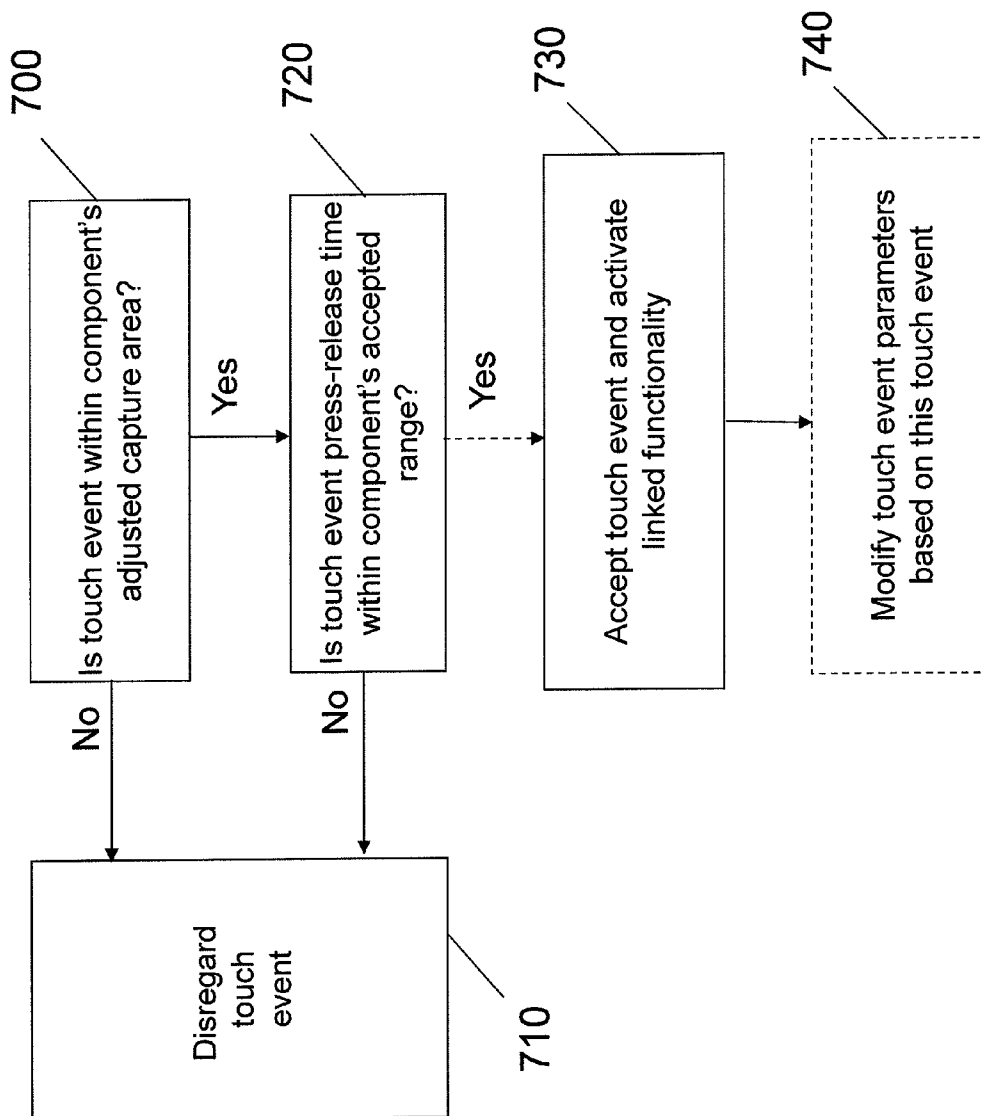 700
Is touch event within component's
adjusted capture area?
No
Yes
720
Is touch event press-release time
within component's accepted
range?
No
Yes
Disregard
touch
event
710
730
Accept touch event and activate
linked functionality
740
Modify touch event parameters
based on this touch event